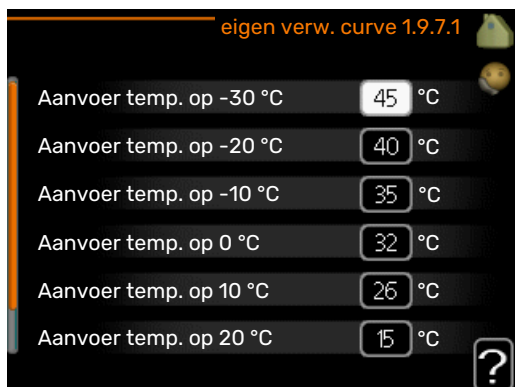 eigen verw. curve 1.9.7.1
Aanvoer temp. op -30 °C 45 °C
Aanvoer temp. op -20 °C 40 °C
Aanvoer temp. op -10 °C 35 °C
Aanvoer temp. op 0 °C 32 °C
Aanvoer temp. op 10 °C 26 °C
Aanvoer temp. op 20 °C 15 °C
?